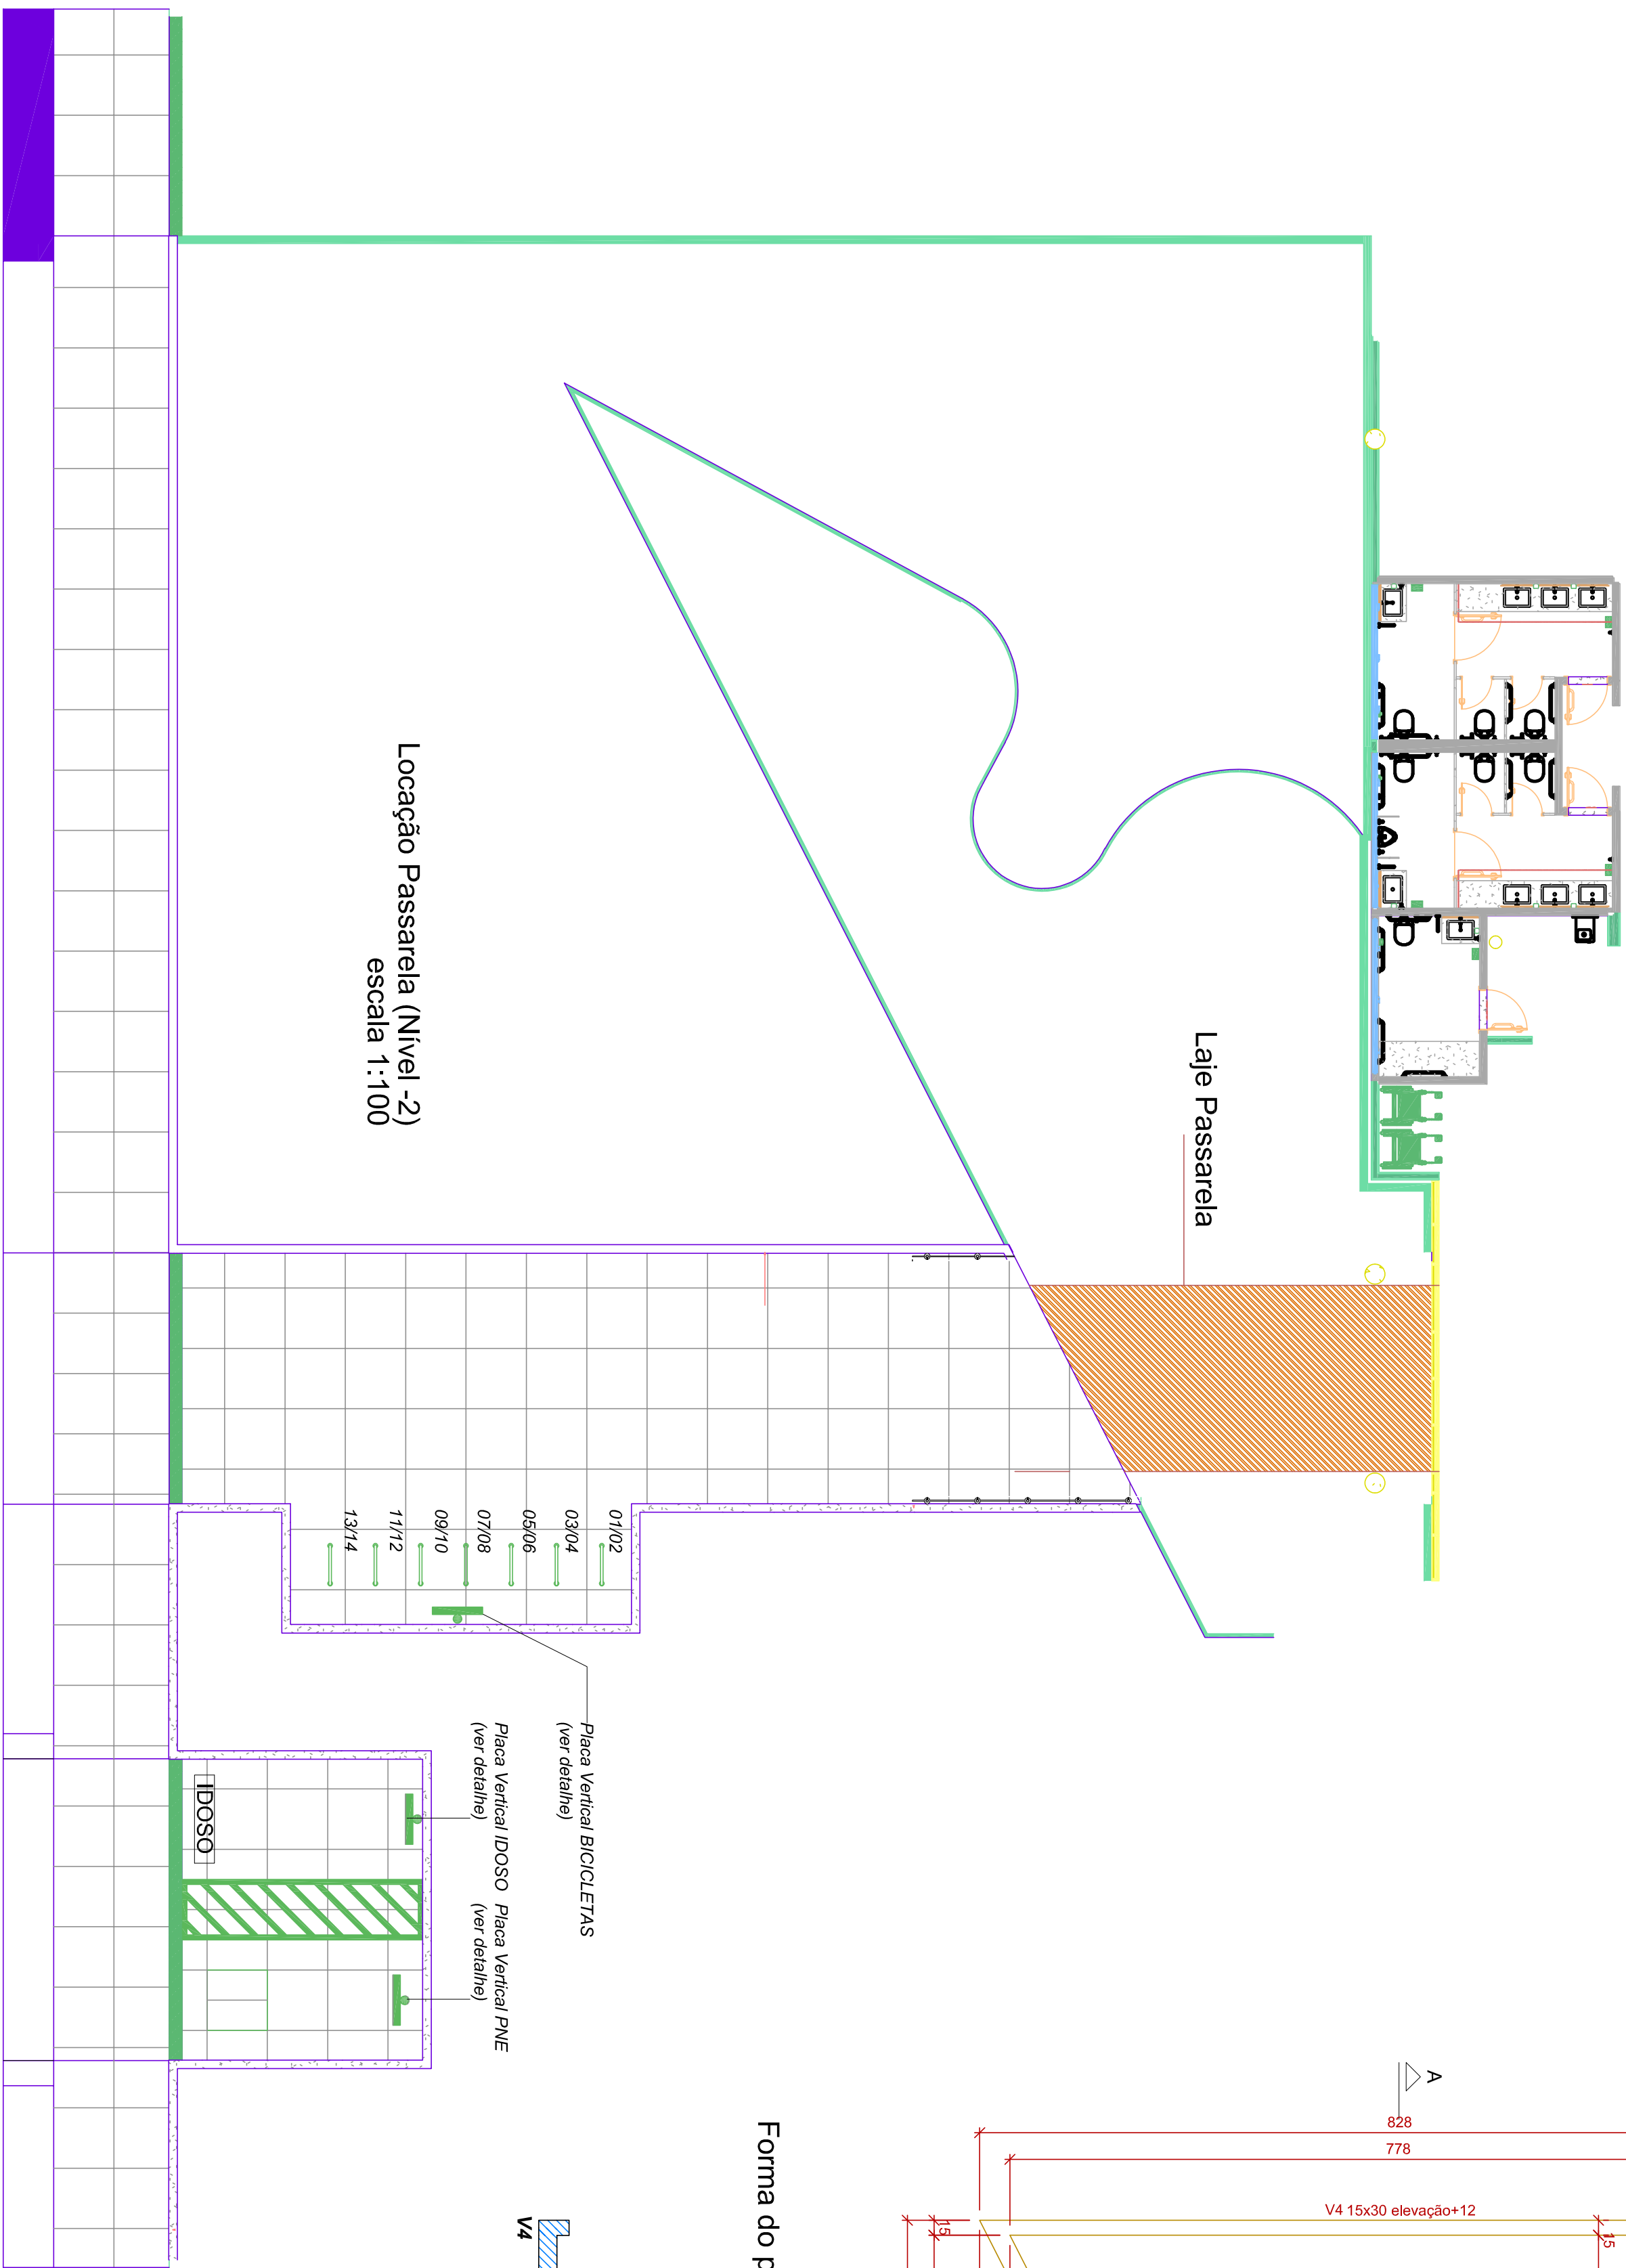 Locação Passarela (Nível -2)
escala 1:100
Laje Passarela
01/02
03/04
05/06
07/08
09/10
11/12
13/14
Placa Vertical BICICLETAS
(ver detalhe)
Placa Vertical IDOSO
(ver detalhe)
Placa Vertical PNE
(ver detalhe)
IDOSO
A
828
778
V4 15x30 elevação+12
15
15
Forma do
V4